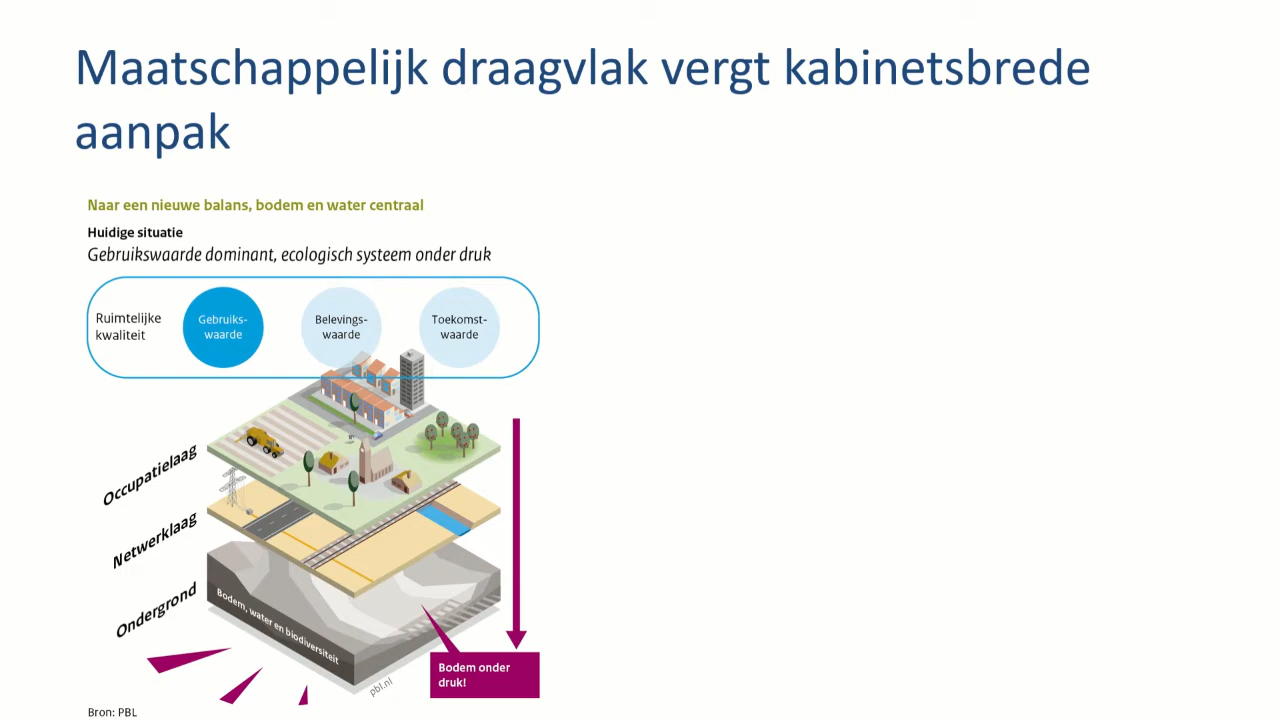 Maatschappelijk draagvlak vergt kabinetsbrede
aanpak
Naar een nieuwe balans, bodem en water centraal
Huidige situatie
Gebruikswaarde dominant, ecologisch systeem onder druk
Ruimtelijke
kwaliteit
Gebruiks-
waarde
Belevings-
waarde
Toekomst-
waarde
Occupatielaag
Netwerklaag
Ondergrond
Bodem, water en biodiversiteit
Bodem onder
druk!
pbl.nl
Bron: PBL